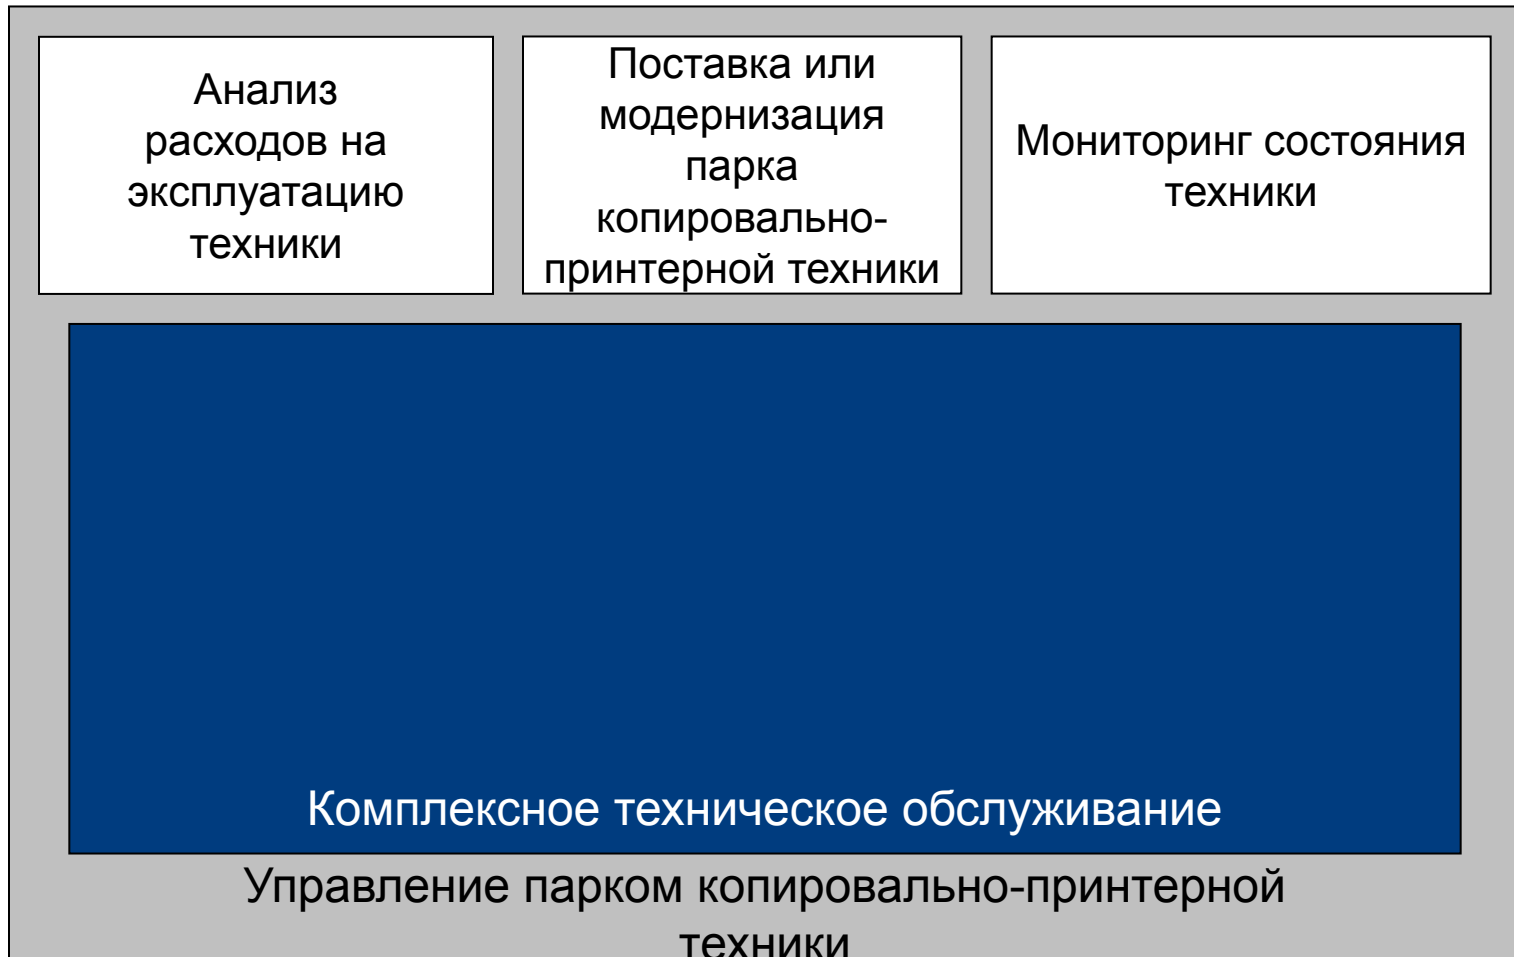 Анализ
расходов на
эксплуатацию
техники
Поставка или
модернизация
парка
копировально-
принтерной техники
Мониторинг состояния
техники
Комплексное техническое обслуживание
Управление парком копировально-принтерной
техники